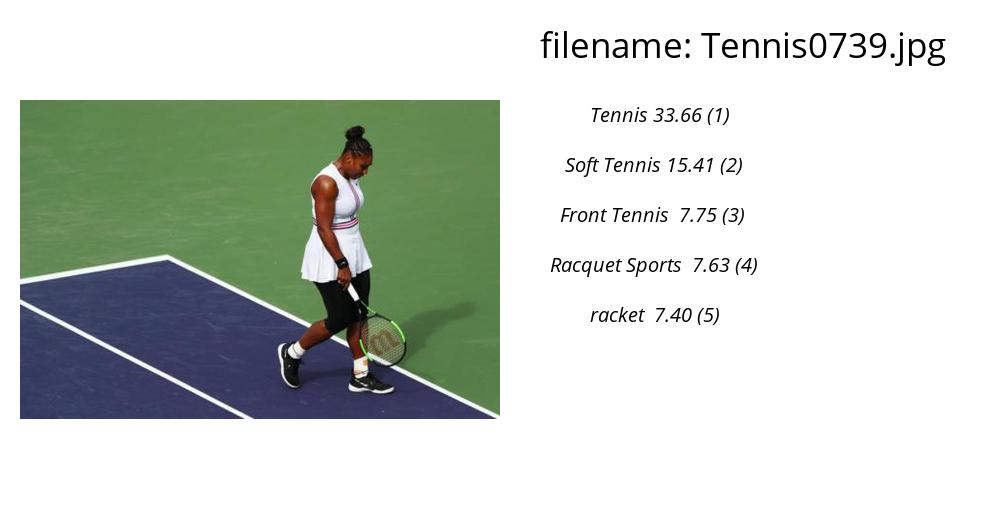 filename: Tennis0739.jpg
Tennis 33.66 (1)
Soft Tennis 15.41 (2)
Front Tennis 7.75 (3)
Racquet Sports 7.63 (4)
racket 7.40 (5)